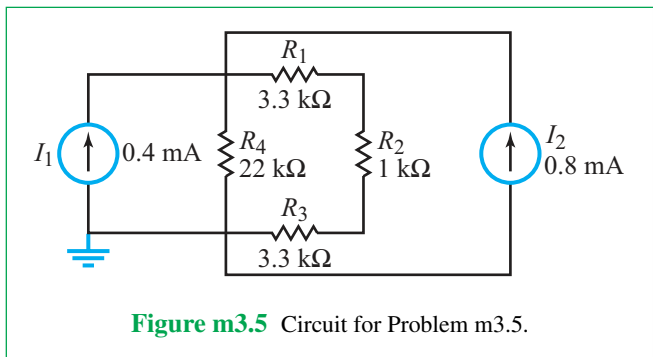 R1
3.3 kΩ
I1
0.4 mA
R4
22 kΩ
R2
1 kΩ
I2
0.8 mA
R3
3.3 kΩ
Figure m3.5 Circuit for Problem m3.5.